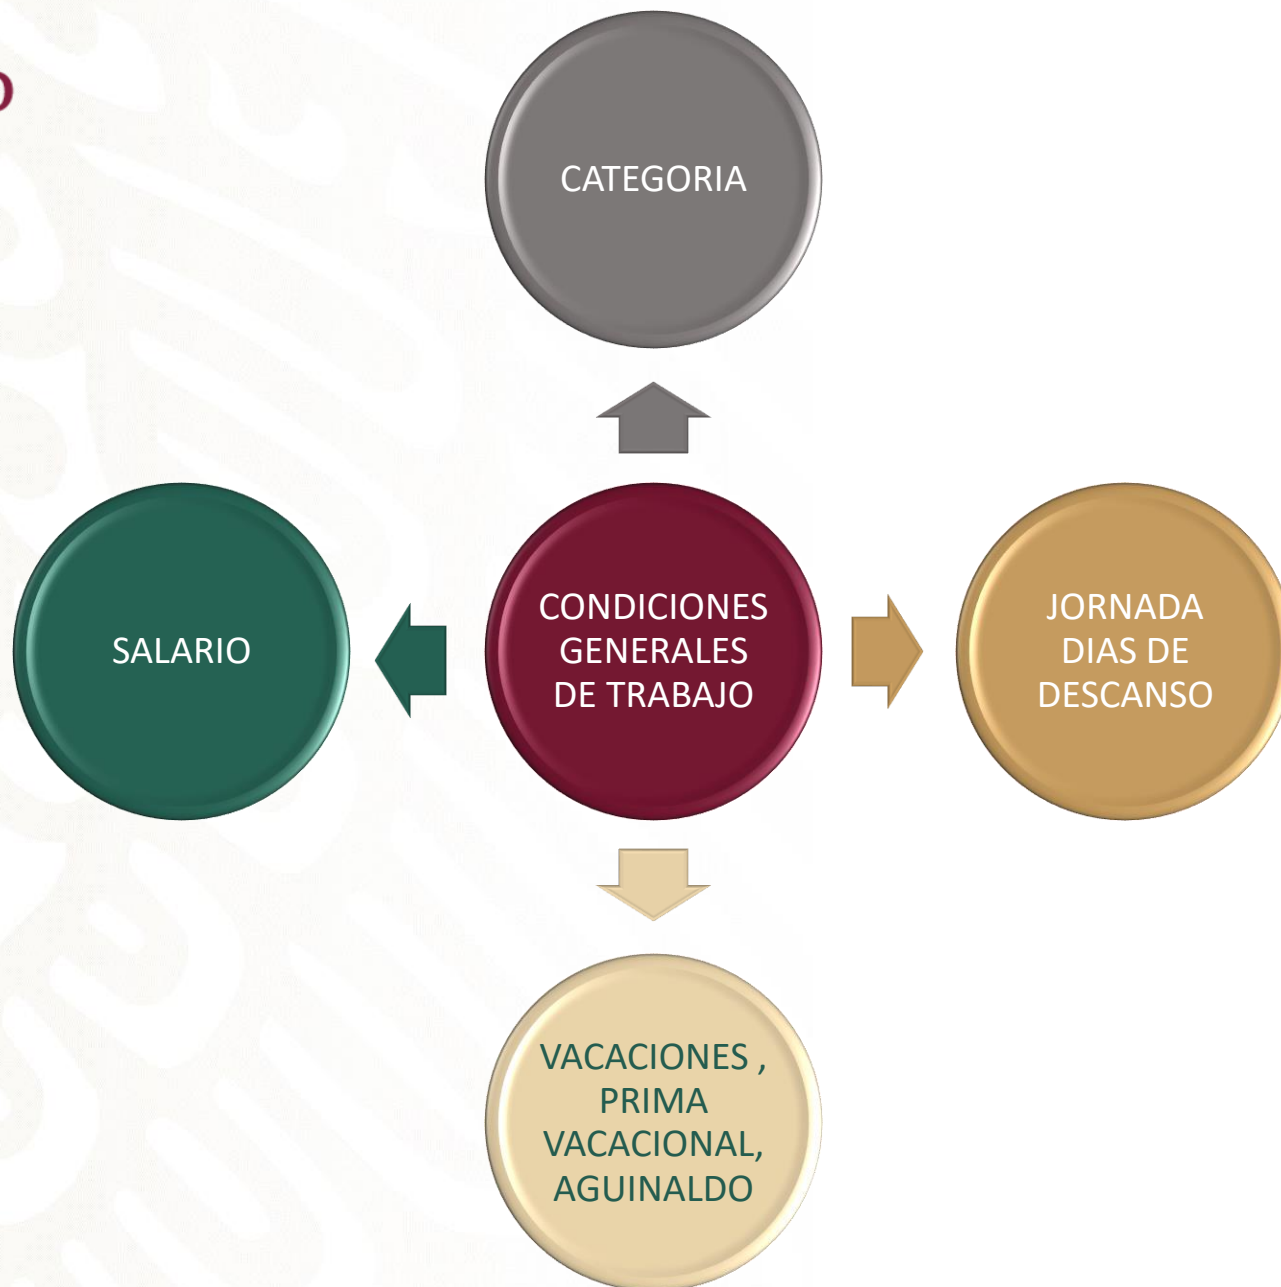 CATEGORIA
SALARIO
CONDICIONES
GENERALES
DE TRABAJO
JORNADA
DIAS DE
DESCANSO
VACACIONES ,
PRIMA
VACACIONAL,
AGUINALDO